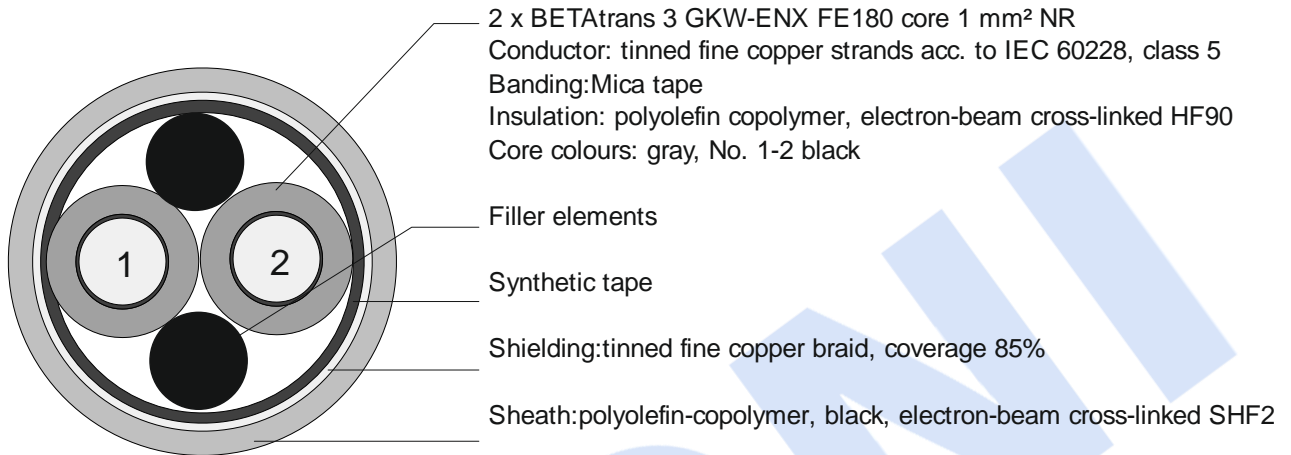 2 x BETAtrans 3 GKW-ENX FE180 core 1 mm² NR
Conductor: tinned fine copper strands acc. to IEC 60228, class 5
Banding:Mica tape
Insulation: polyolefin copolymer, electron-beam cross-linked HF90
Core colours: gray, No. 1-2 black
1
2
Filler elements
Synthetic tape
Shielding:tinned fine copper braid, coverage 85%
Sheath:polyolefin-copolymer, black, electron-beam cross-linked SHF2